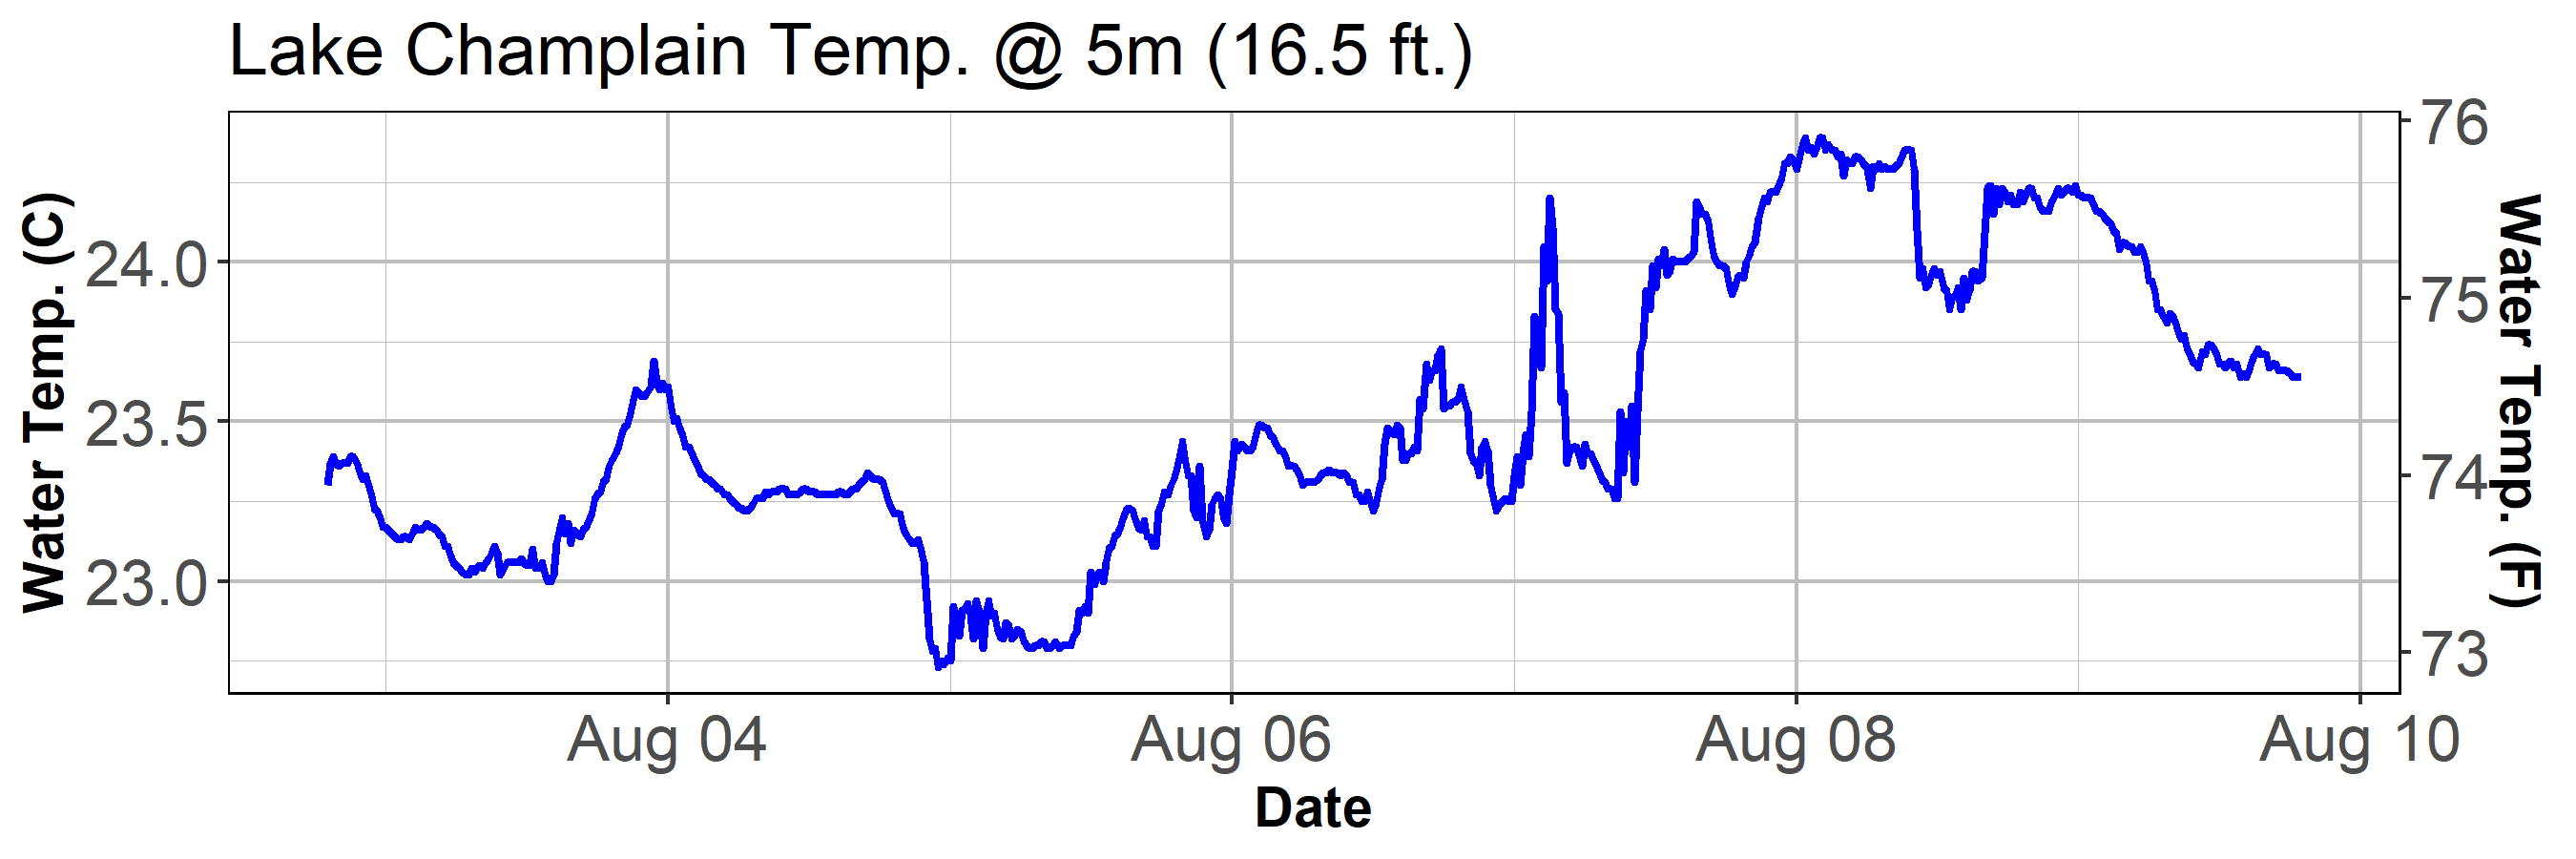 Lake Champlain Temp. @ 5m (16.5 ft.)
Water Temp. (C)
24.0
23.5
23.0
76
75
74
73
Water Temp. (F)
Aug 04
Aug 06
Aug 08
Aug 10
Date